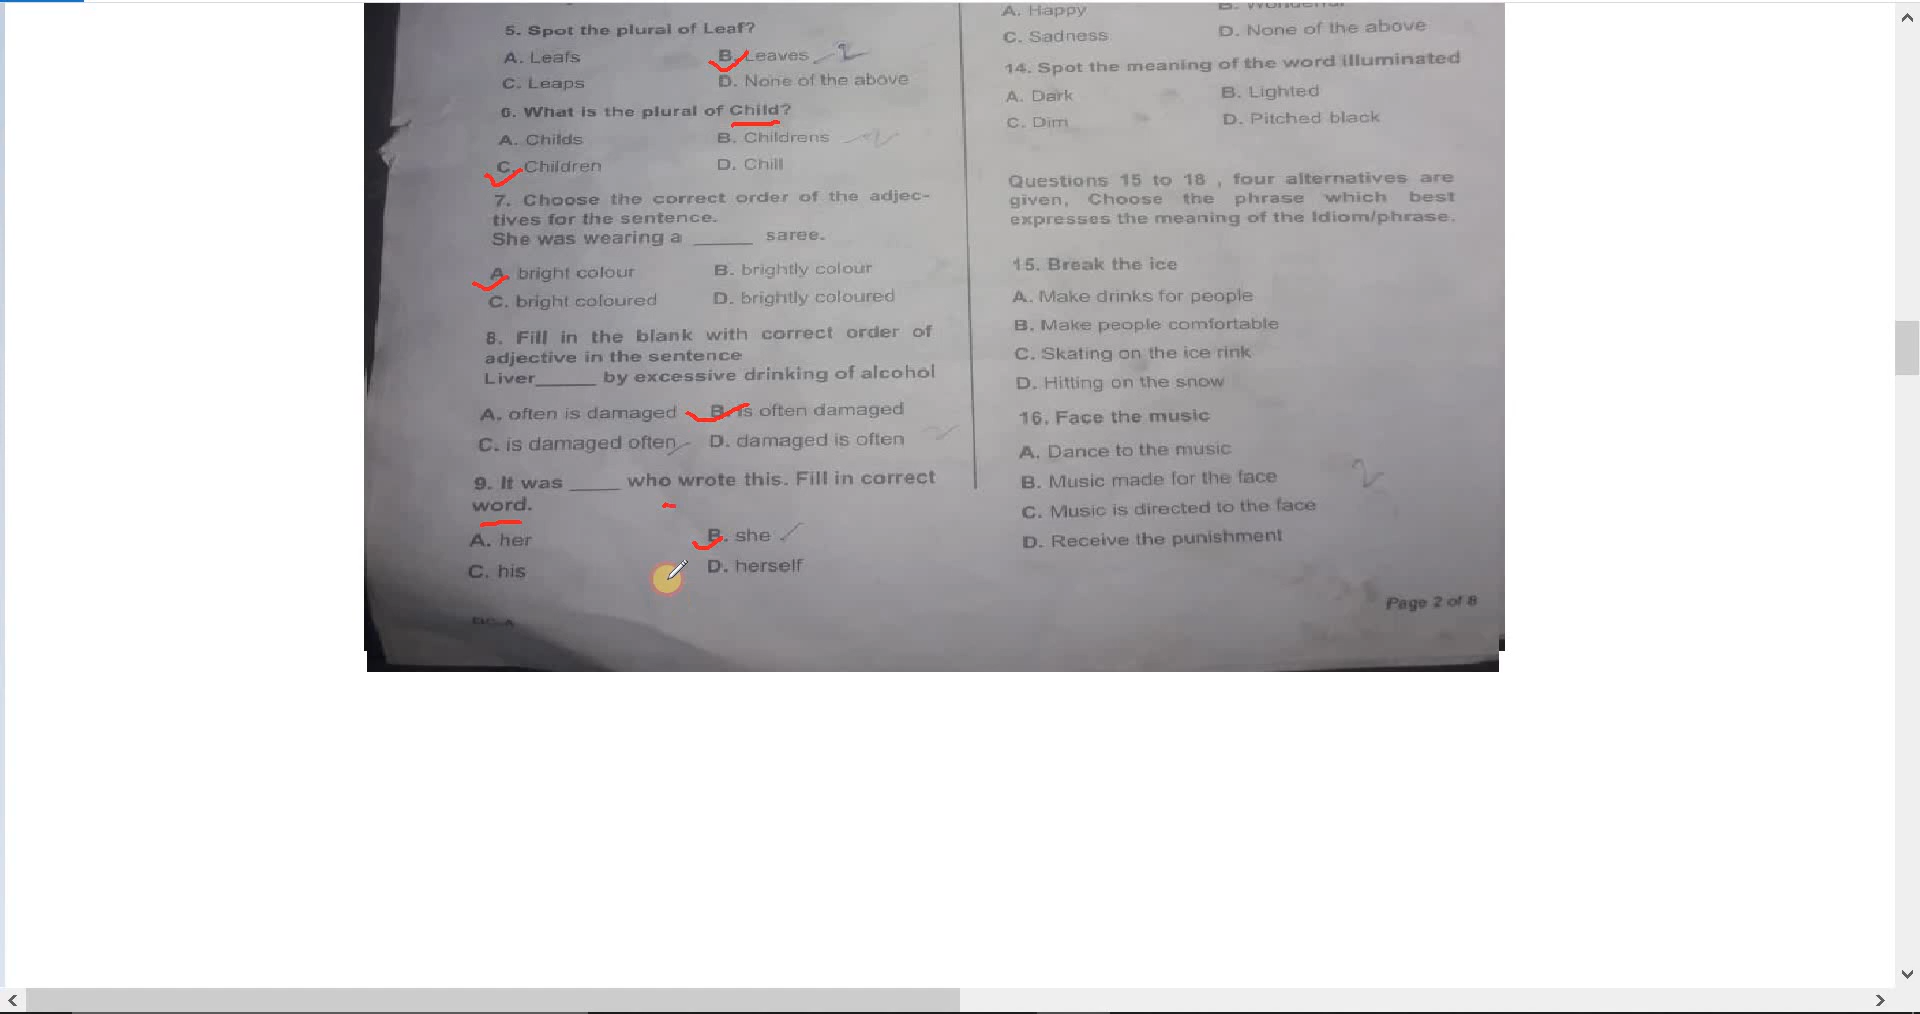 5. Spot the plural of Leaf?
A. Leafs B. Leaves
C. Leaps D. None of the above
6. What is the plural of Child?
A. Childs B. Childrens
C. Children D. Chill
7. Choose the correct order of the adjec-
tives for the sentence.
She was wearing a ______ saree.
A. bright colour B. brightly colour
C. bright coloured D. brightly coloured
8. Fill in the blank with correct order of
adjective in the sentence
Liver______ by excessive drinking of alcohol
A. often is damaged B. is often damaged
C. is damaged often D. damaged is often
9. It was _____ who wrote this. Fill in correct
word.
A. her B. she
C. his D. herself
A. Happy
C. Sadness D. None of the above
14. Spot the meaning of the word illuminated
A. Dark B. Lighted
C. Dim D. Pitched black
Questions 15 to 18 , four alternatives are
given, Choose the phrase which best
expresses the meaning of the Idiom/phrase.
15. Break the ice
A. Make drinks for people
B. Make people comfortable
C. Skating on the ice rink
D. Hitting on the snow
16. Face the music
A. Dance to the music
B. Music made for the face
C. Music is directed to the face
D. Receive the punishment
Page 2 of 8